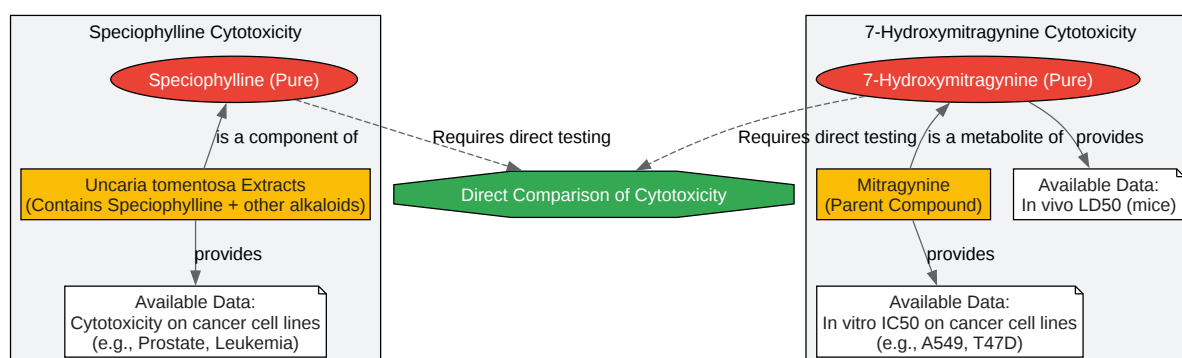 Speciophylline Cytotoxicity
Speciophylline (Pure)
is a component of
Uncaria tomentosa Extracts
(Contains Speciophylline + other alkaloids)
provides
Available Data:
Cytotoxicity on cancer cell lines
(e.g., Prostate, Leukemia)
Requires direct testing
Direct Comparison of Cytotoxicity
7-Hydroxymitragynine Cytotoxicity
7-Hydroxymitragynine (Pure)
Requires direct testing
is a metabolite of
provides
Mitragynine
(Parent Compound)
Available Data:
In vivo LD50 (mice)
provides
Available Data:
In vitro IC50 on cancer cell lines
(e.g., A549, T47D)